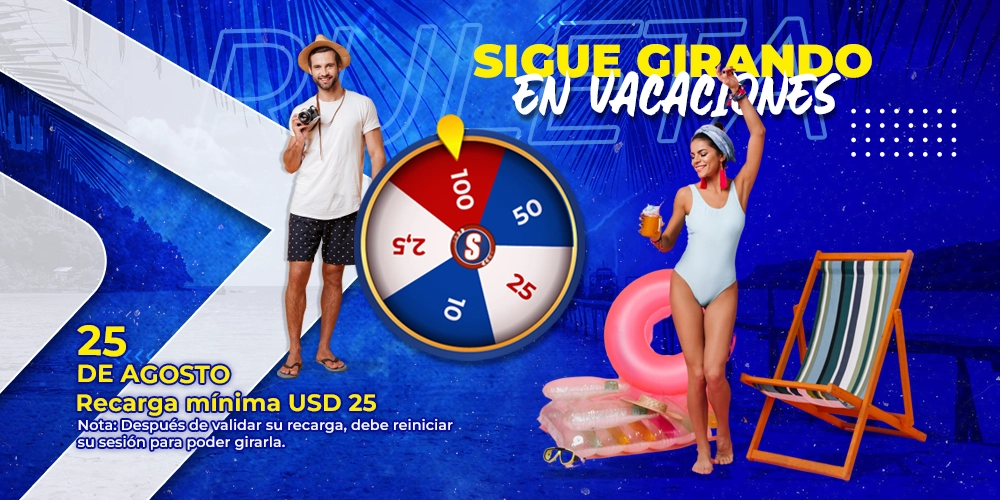 RULETA
SIGUE GIRANDO
EN VACACIONES
100
50
2,5
25
10
S
25
DE AGOSTO
Recarga mínima USD 25
Nota: Después de validar su recarga, debe reiniciar
su sesión para poder girarla.